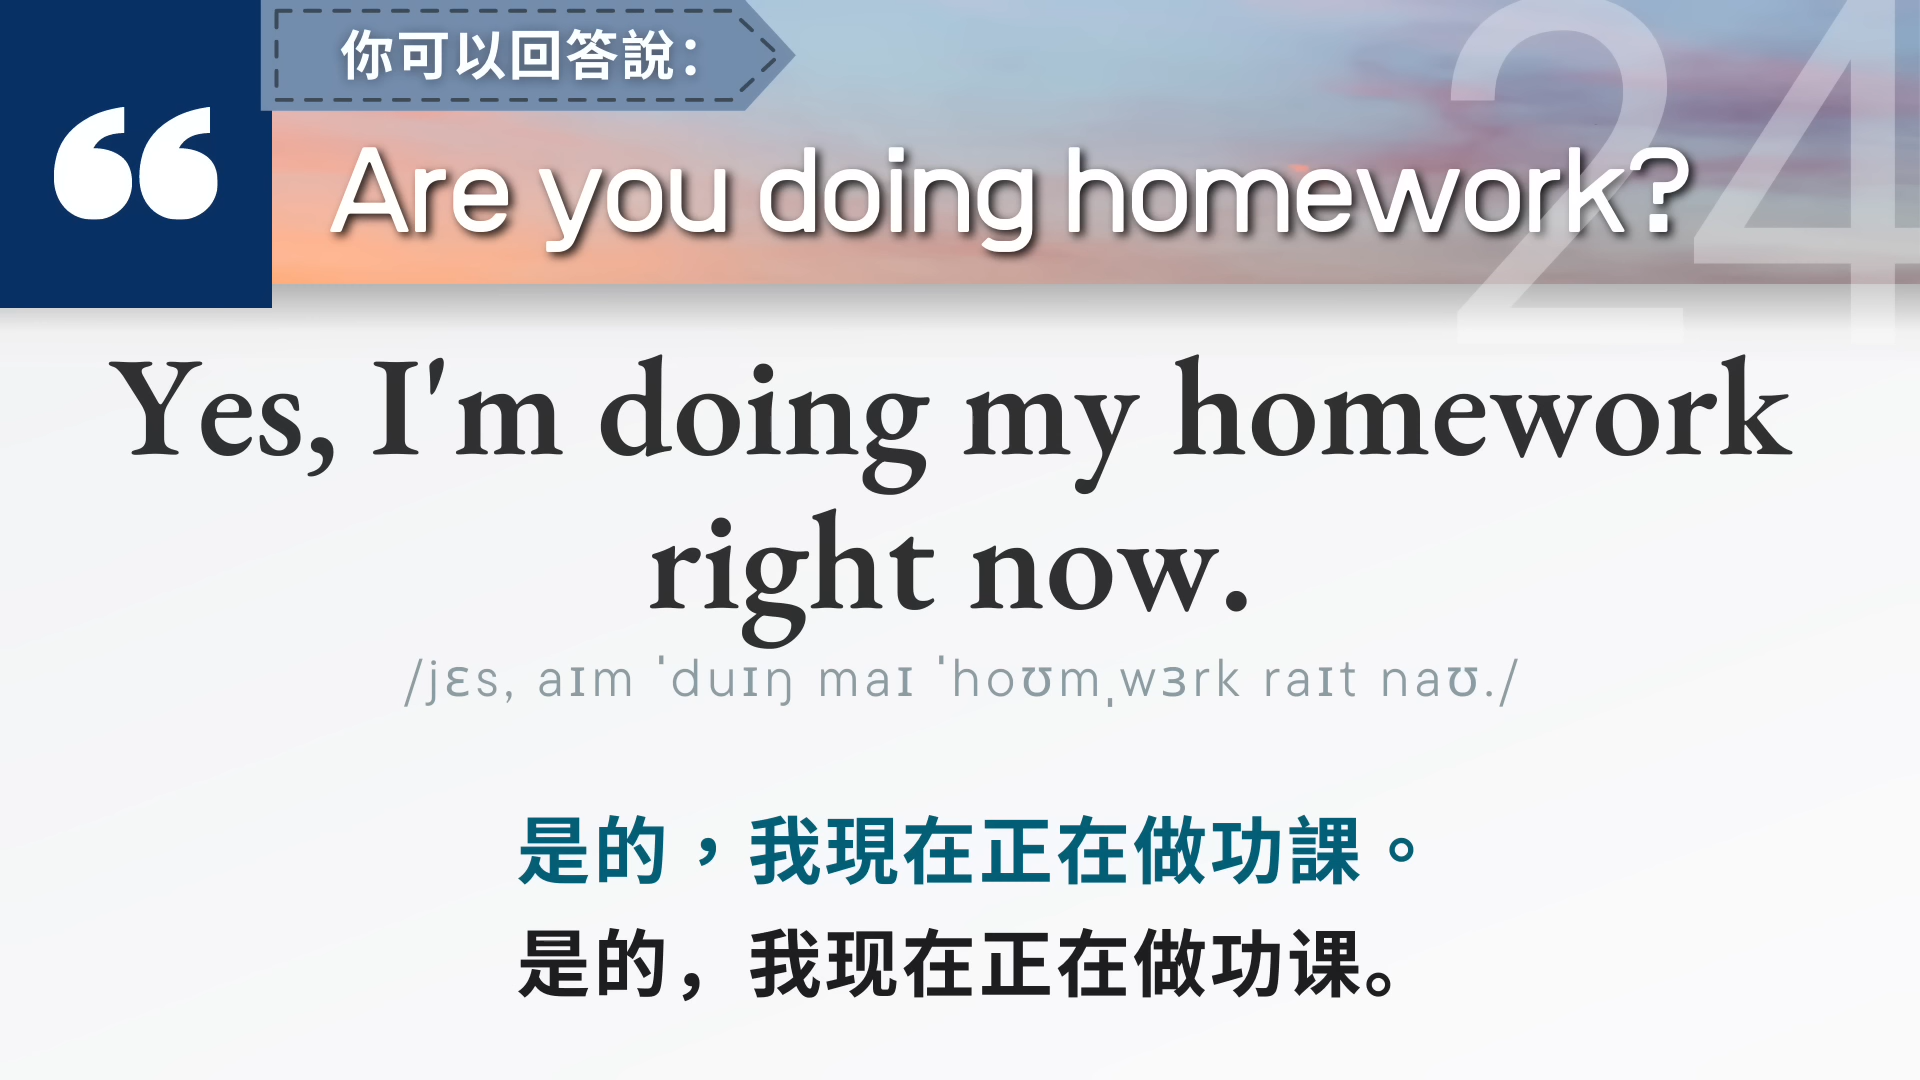 你可以回答說：
24
Are you doing homework?
Yes, I'm doing my homework
right now.
/jɛs, aɪm ˈduɪŋ maɪ ˈhoʊmˌwɜrk raɪt naʊ./
是的，我現在正在做功課。
是的，我现在正在做功课。